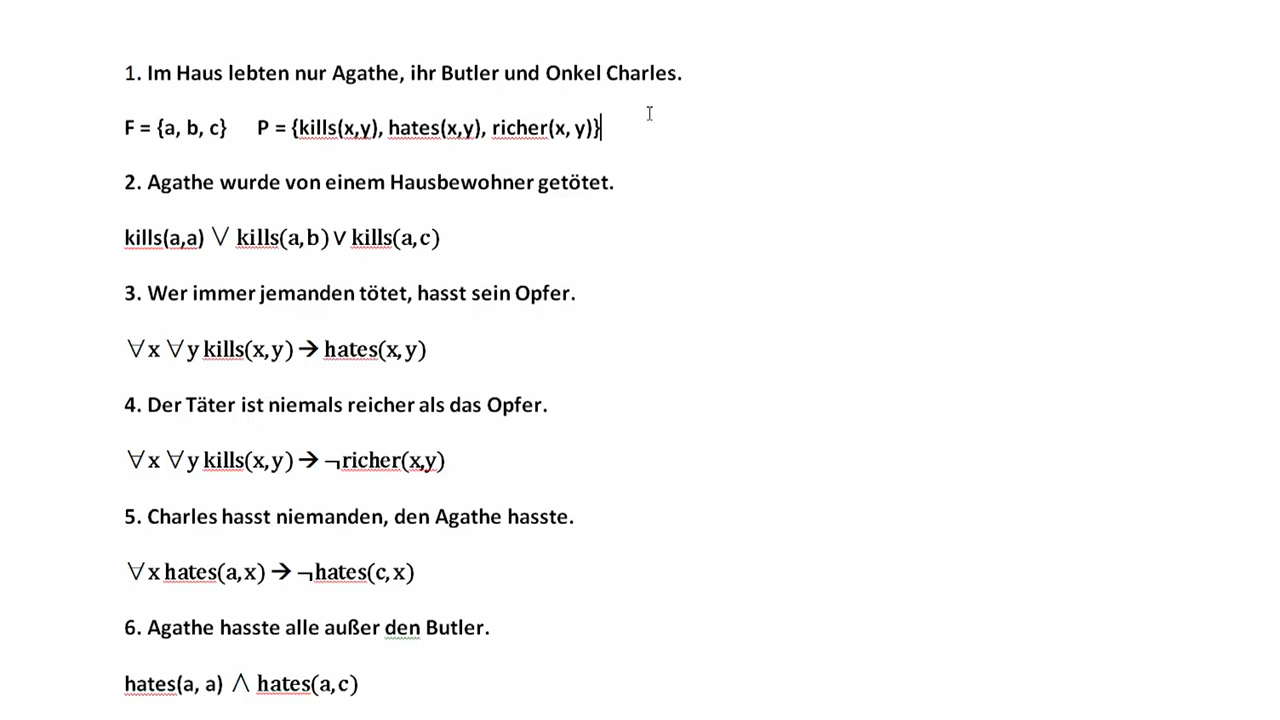 1. Im Haus lebten nur Agathe, ihr Butler und Onkel Charles.
F = {a, b, c} P = {kills(x,y), hates(x,y), richer(x, y)}
2. Agathe wurde von einem Hausbewohner getötet.
kills(a,a) ∨ kills(a,b) ∨ kills(a,c)
3. Wer immer jemanden tötet, hasst sein Opfer.
∀x ∀y kills(x,y) → hates(x,y)
4. Der Täter ist niemals reicher als das Opfer.
∀x ∀y kills(x,y) → ¬richer(x,y)
5. Charles hasst niemanden, den Agathe hasste.
∀x hates(a,x) → ¬hates(c,x)
6. Agathe hasste alle außer den Butler.
hates(a, a) ∧ hates(a,c)